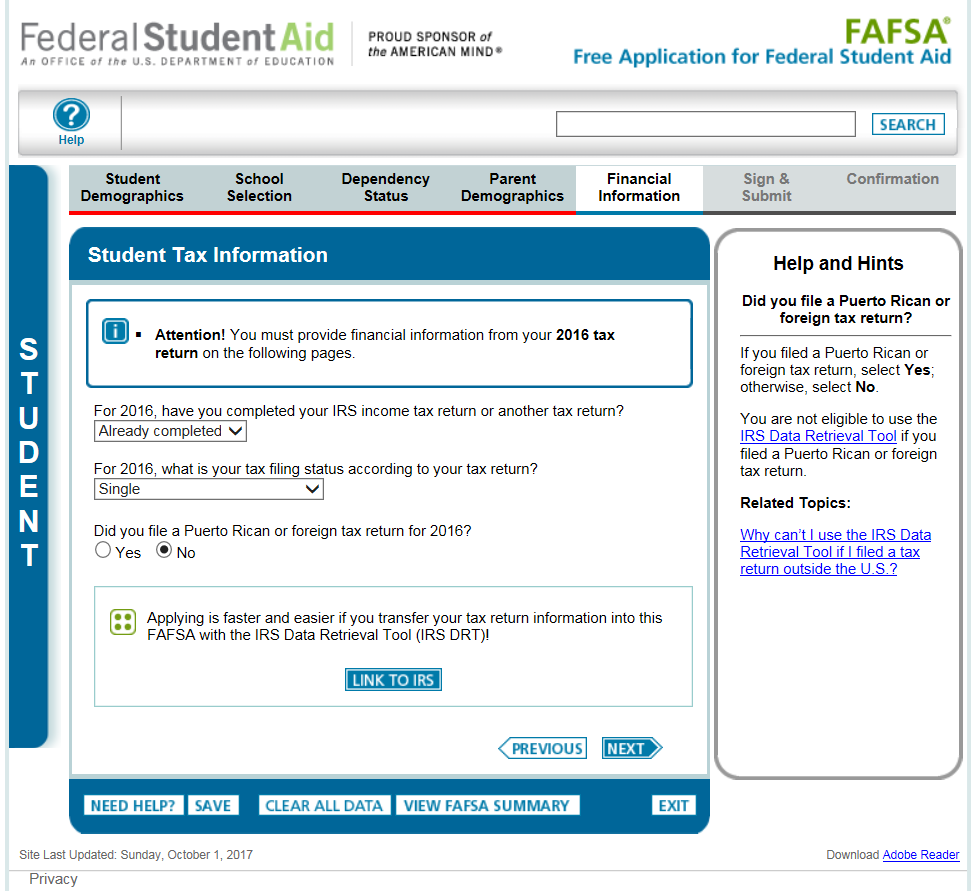 Federal Student Aid
An OFFICE of the U.S. DEPARTMENT of EDUCATION
PROUD SPONSOR of
the AMERICAN MIND®
FAFSA®
Free Application for Federal Student Aid
?
Help
SEARCH
Student
Demographics
School
Selection
Dependency
Status
Parent
Demographics
Financial
Information
Sign &
Submit
Confirmation
STUDENT
Student Tax Information
i
▪ Attention! You must provide financial information from your 2016 tax
return on the following pages.
For 2016, have you completed your IRS income tax return or another tax return?
Already completed
For 2016, what is your tax filing status according to your tax return?
Single
Did you file a Puerto Rican or foreign tax return for 2016?
Yes No
Applying is faster and easier if you transfer your tax return information into this
FAFSA with the IRS Data Retrieval Tool (IRS DRT)!
LINK TO IRS
PREVIOUS NEXT
NEED HELP? SAVE CLEAR ALL DATA VIEW FAFSA SUMMARY EXIT
Help and Hints
Did you file a Puerto Rican or
foreign tax return?
If you filed a Puerto Rican or
foreign tax return, select Yes;
otherwise, select No.
You are not eligible to use the
IRS Data Retrieval Tool if you
filed a Puerto Rican or foreign
tax return.
Related Topics:
Why can't I use the IRS Data
Retrieval Tool if I filed a tax
return outside the U.S.?
Site Last Updated: Sunday, October 1, 2017
Download Adobe Reader
Privacy